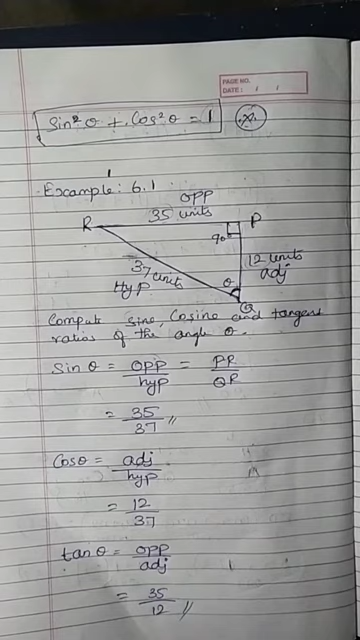 PAGE NO.
DATE : / /
Sin²θ + Cos²θ = 1
Example: 6.1
OPP
35 units
R P
90°
37 units
Hyp
12 units
adj
θ
Q
Compute sine, Cosine and tangent
ratios of the angle θ.
Sin θ = OPP/hyp = PR/QR
= 35/37 //
Cosθ = adj/hyp
= 12/37
tan θ = OPP/adj
= 35/12 //